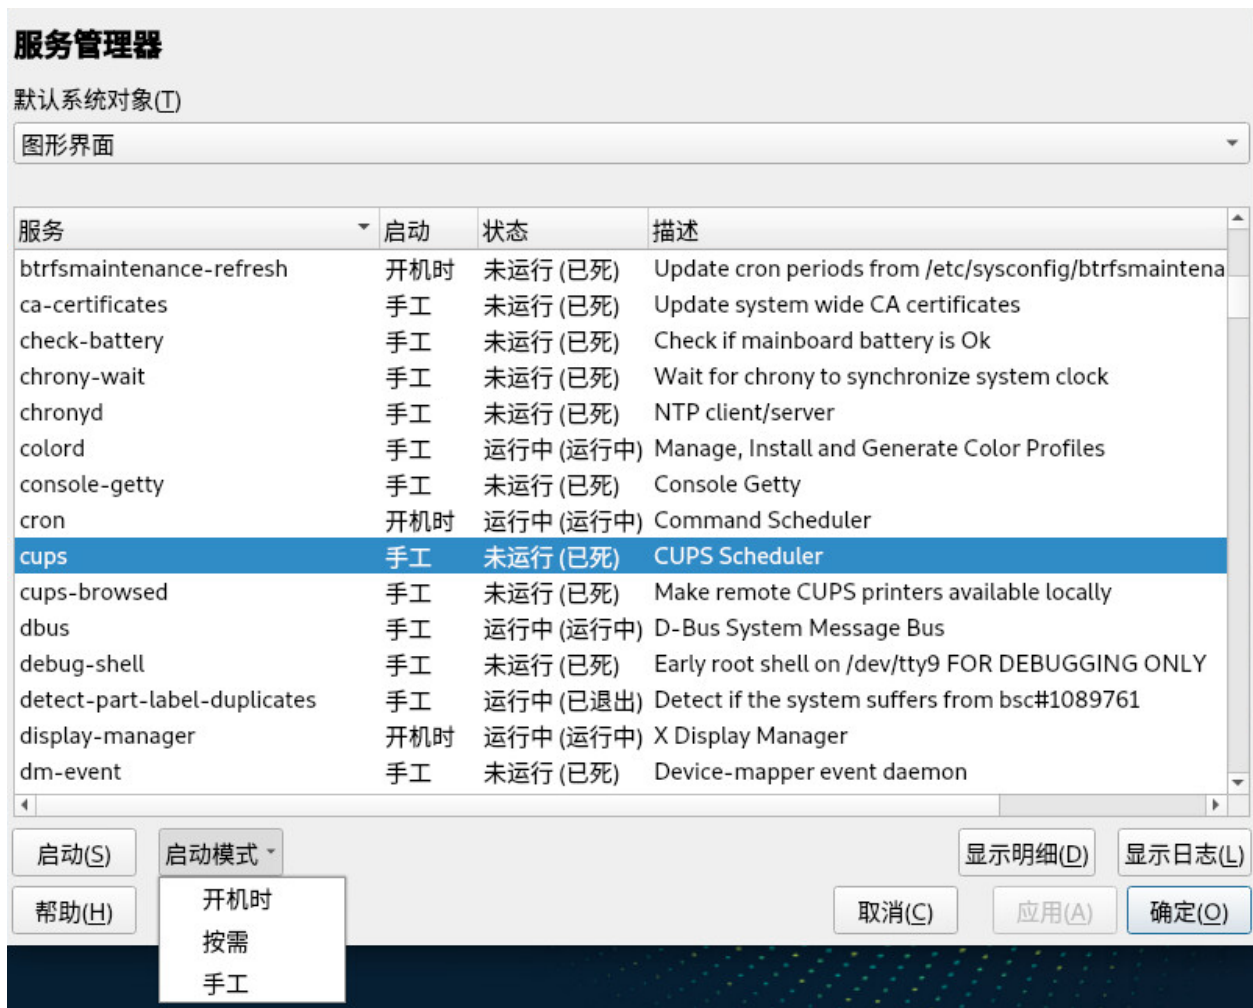 服务管理器
默认系统对象(T)
图形界面
服务 启动 状态 描述
btrfsmaintenance-refresh 开机时 未运行 (已死) Update cron periods from /etc/sysconfig/btrfsmaintena
ca-certificates 手工 未运行 (已死) Update system wide CA certificates
check-battery 手工 未运行 (已死) Check if mainboard battery is Ok
chrony-wait 手工 未运行 (已死) Wait for chrony to synchronize system clock
chronyd 手工 未运行 (已死) NTP client/server
colord 手工 运行中 (运行中) Manage, Install and Generate Color Profiles
console-getty 手工 未运行 (已死) Console Getty
cron 开机时 运行中 (运行中) Command Scheduler
cups 手工 未运行 (已死) CUPS Scheduler
cups-browsed 手工 未运行 (已死) Make remote CUPS printers available locally
dbus 手工 运行中 (运行中) D-Bus System Message Bus
debug-shell 手工 未运行 (已死) Early root shell on /dev/tty9 FOR DEBUGGING ONLY
detect-part-label-duplicates 手工 运行中 (已退出) Detect if the system suffers from bsc#1089761
display-manager 开机时 运行中 (运行中) X Display Manager
dm-event 手工 未运行 (已死) Device-mapper event daemon
启动(S) 启动模式 显示明细(D) 显示日志(L)
帮助(H) 开机时 取消(C) 应用(A) 确定(O)
按需
手工